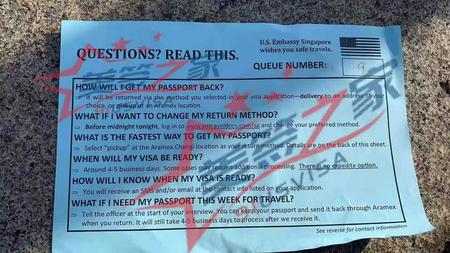 U.S. Embassy Singapore
wishes you safe travels.
QUESTIONS? READ THIS.
QUEUE NUMBER: 9
HOW WILL I GET MY PASSPORT BACK?
⇒ It will be returned via the method you selected in your visa application—delivery to an address of your
choice, or pickup at an Aramex location.
WHAT IF I WANT TO CHANGE MY RETURN METHOD?
⇒ Before midnight tonight, log in to www.ustraveldocs.com/sg and change your preferred method.
WHAT IS THE FASTEST WAY TO GET MY PASSPORT?
⇒ Select "pickup" at the Aramex Changi location as your return method. Details are on the back of this sheet.
WHEN WILL MY VISA BE READY?
⇒ Around 4-5 business days. Some cases may require additional processing. There is no expedite option.
HOW WILL I KNOW WHEN MY VISA IS READY?
⇒ You will receive an SMS and/or email at the contact info listed on your application.
WHAT IF I NEED MY PASSPORT THIS WEEK FOR TRAVEL?
⇒ Tell the officer at the start of your interview. You can keep your passport and send it back through Aramex
when you return. It will still take 4-5 business days to process after we receive it.
See reverse for contact information.